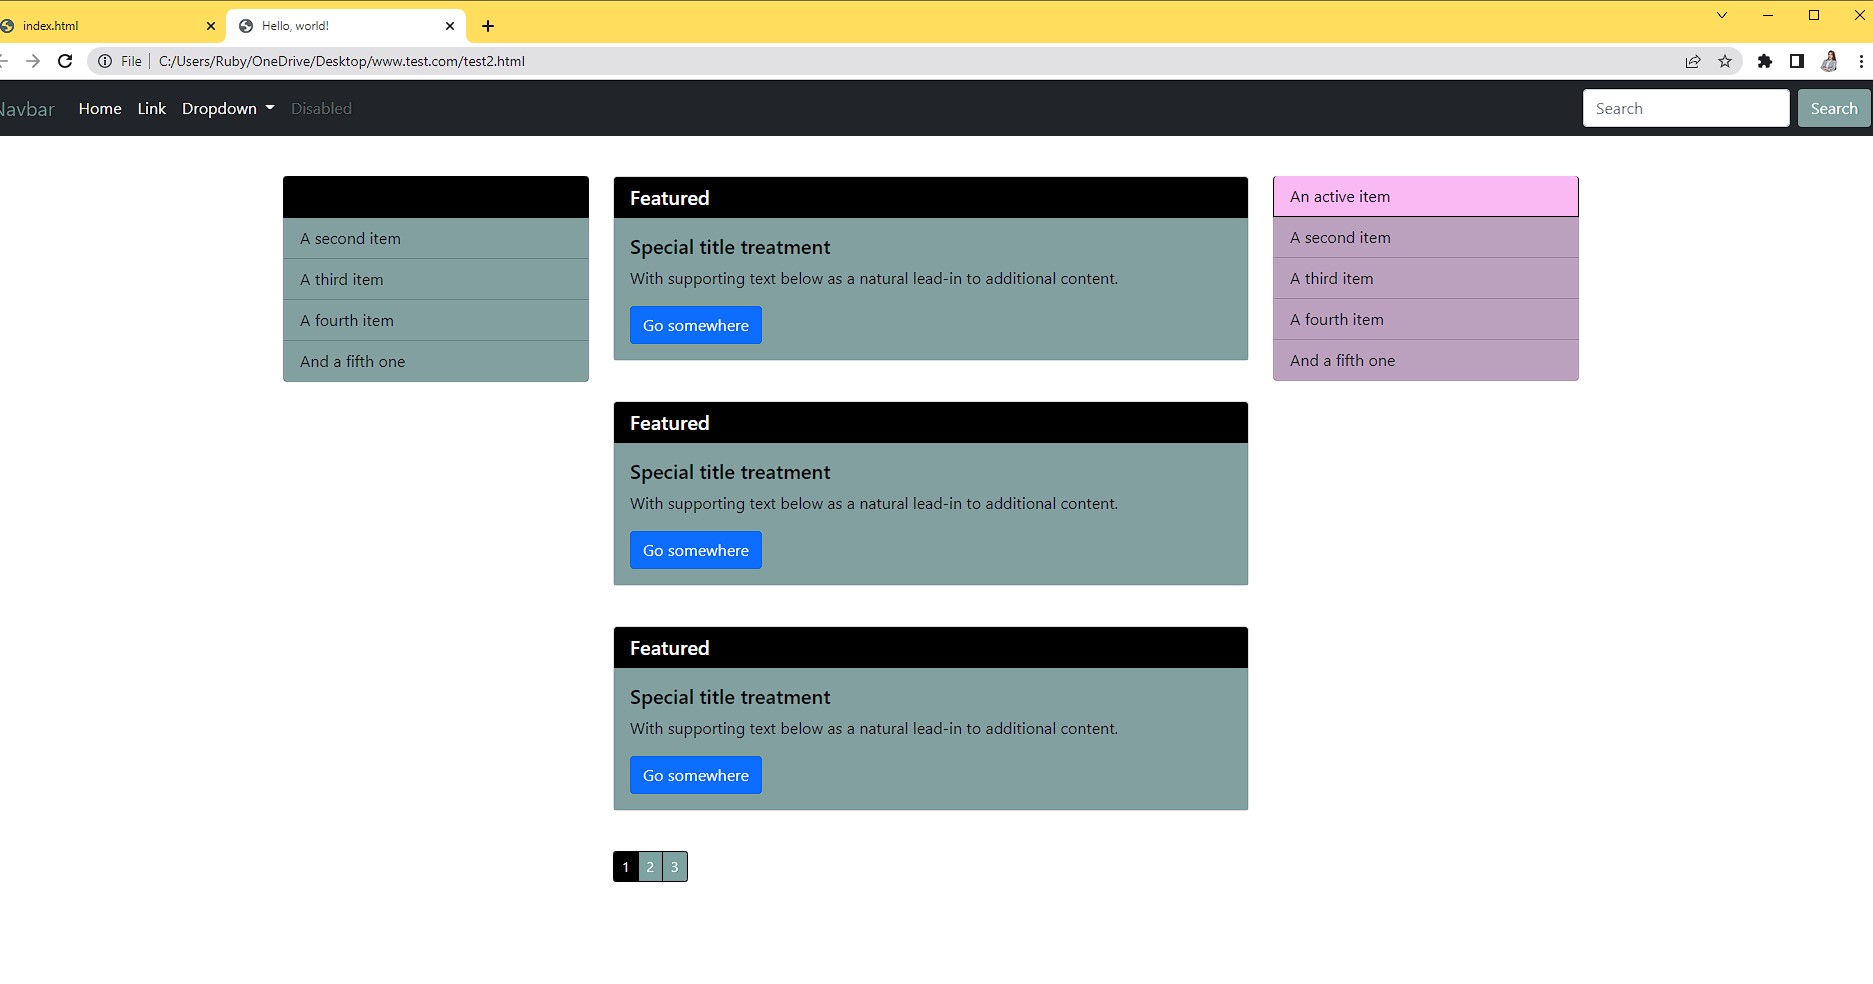 index.html
Hello, world!
File C:/Users/Ruby/OneDrive/Desktop/www.test.com/test2.html
Navbar Home Link Dropdown Disabled Search Search
A second item
A third item
A fourth item
And a fifth one
Featured
Special title treatment
With supporting text below as a natural lead-in to additional content.
Go somewhere
Featured
Special title treatment
With supporting text below as a natural lead-in to additional content.
Go somewhere
Featured
Special title treatment
With supporting text below as a natural lead-in to additional content.
Go somewhere
1 2 3
An active item
A second item
A third item
A fourth item
And a fifth one